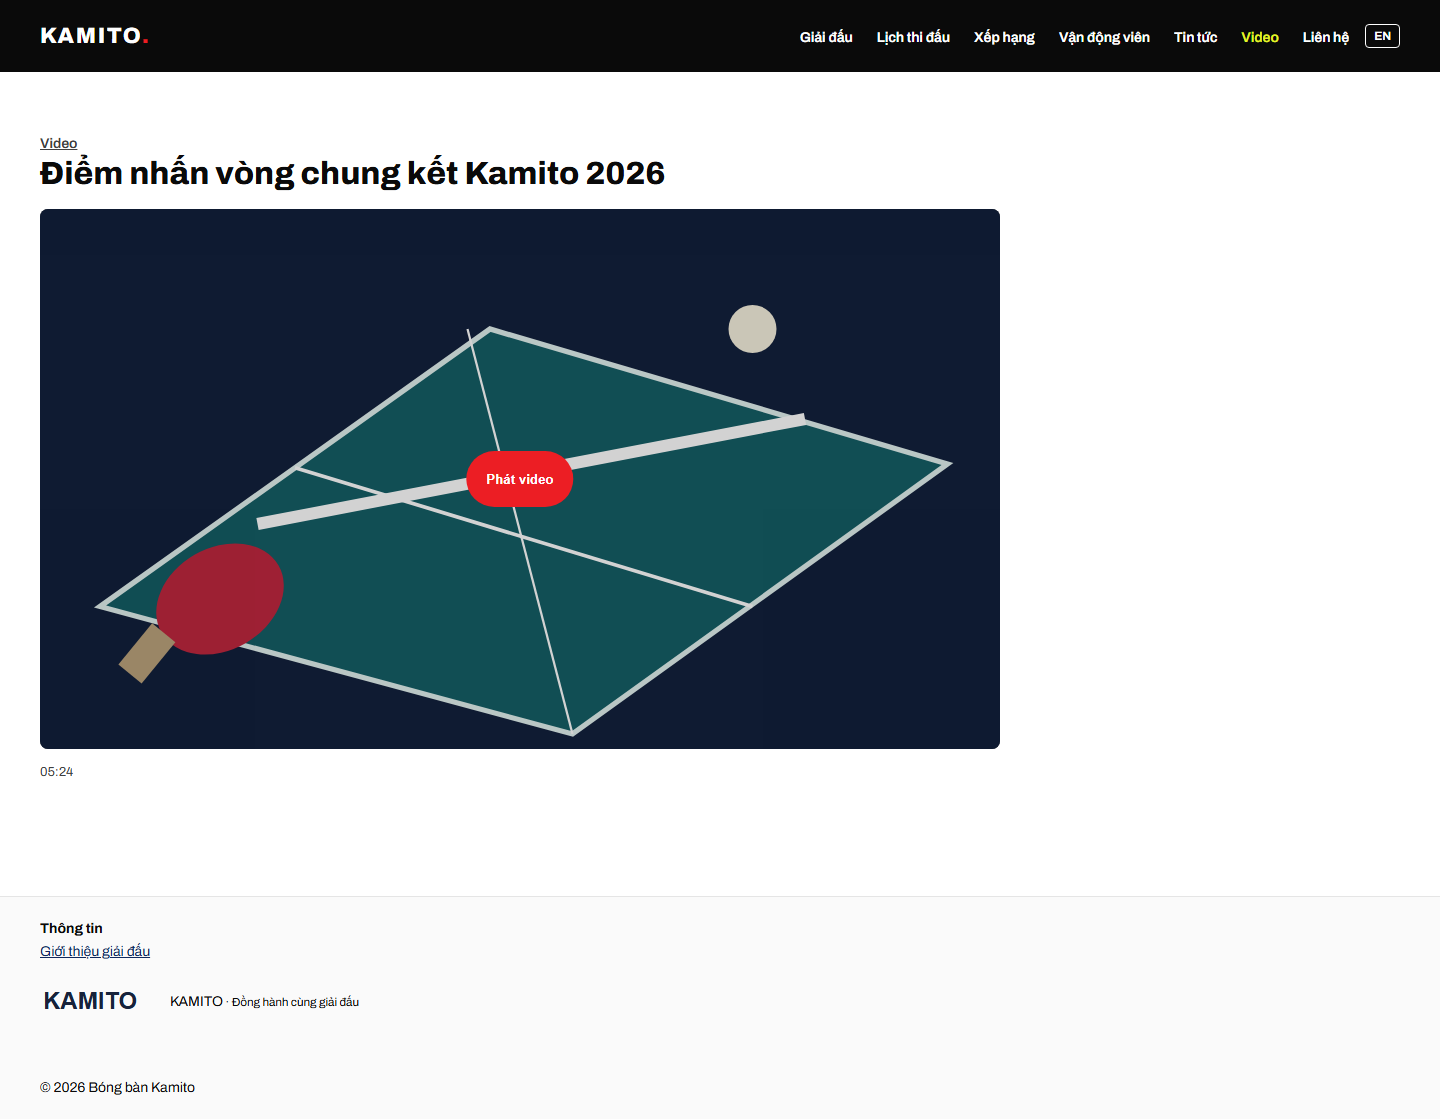 KAMITO.
Giải đấu Lịch thi đấu Xếp hạng Vận động viên Tin tức Video Liên hệ EN
Video
Điểm nhấn vòng chung kết Kamito 2026
Phát video
05:24
Thông tin
Giới thiệu giải đấu
KAMITO KAMITO · Đồng hành cùng giải đấu
© 2026 Bóng bàn Kamito